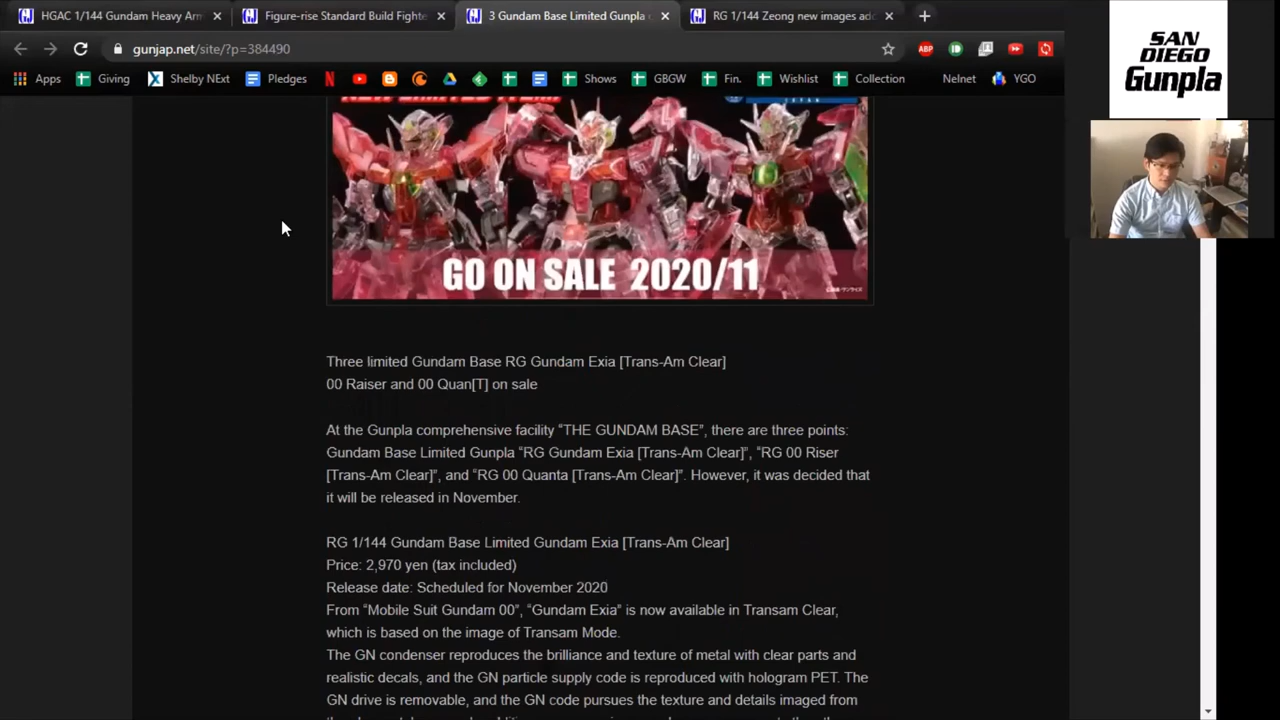 HGAC 1/144 Gundam Heavy Arm
Figure-rise Standard Build Fighte
3 Gundam Base Limited Gunpla
RG 1/144 Zeong new images add
gunjap.net/site/?p=384490
ABP
Apps
Giving
Shelby NExt
Pledges
Shows
GBGW
Fin.
Wishlist
Collection
Nelnet
YGO
SAN
DIEGO
Gunpla
GO ON SALE 2020/11
Three limited Gundam Base RG Gundam Exia [Trans-Am Clear]
00 Raiser and 00 Quan[T] on sale
At the Gunpla comprehensive facility “THE GUNDAM BASE”, there are three points:
Gundam Base Limited Gunpla “RG Gundam Exia [Trans-Am Clear]”, “RG 00 Riser
[Trans-Am Clear]”, and “RG 00 Quanta [Trans-Am Clear]”. However, it was decided that
it will be released in November.
RG 1/144 Gundam Base Limited Gundam Exia [Trans-Am Clear]
Price: 2,970 yen (tax included)
Release date: Scheduled for November 2020
From “Mobile Suit Gundam 00”, “Gundam Exia” is now available in Transam Clear,
which is based on the image of Transam Mode.
The GN condenser reproduces the brilliance and texture of metal with clear parts and
realistic decals, and the GN particle supply code is reproduced with hologram PET. The
GN drive is removable, and the GN code pursues the texture and details imaged from